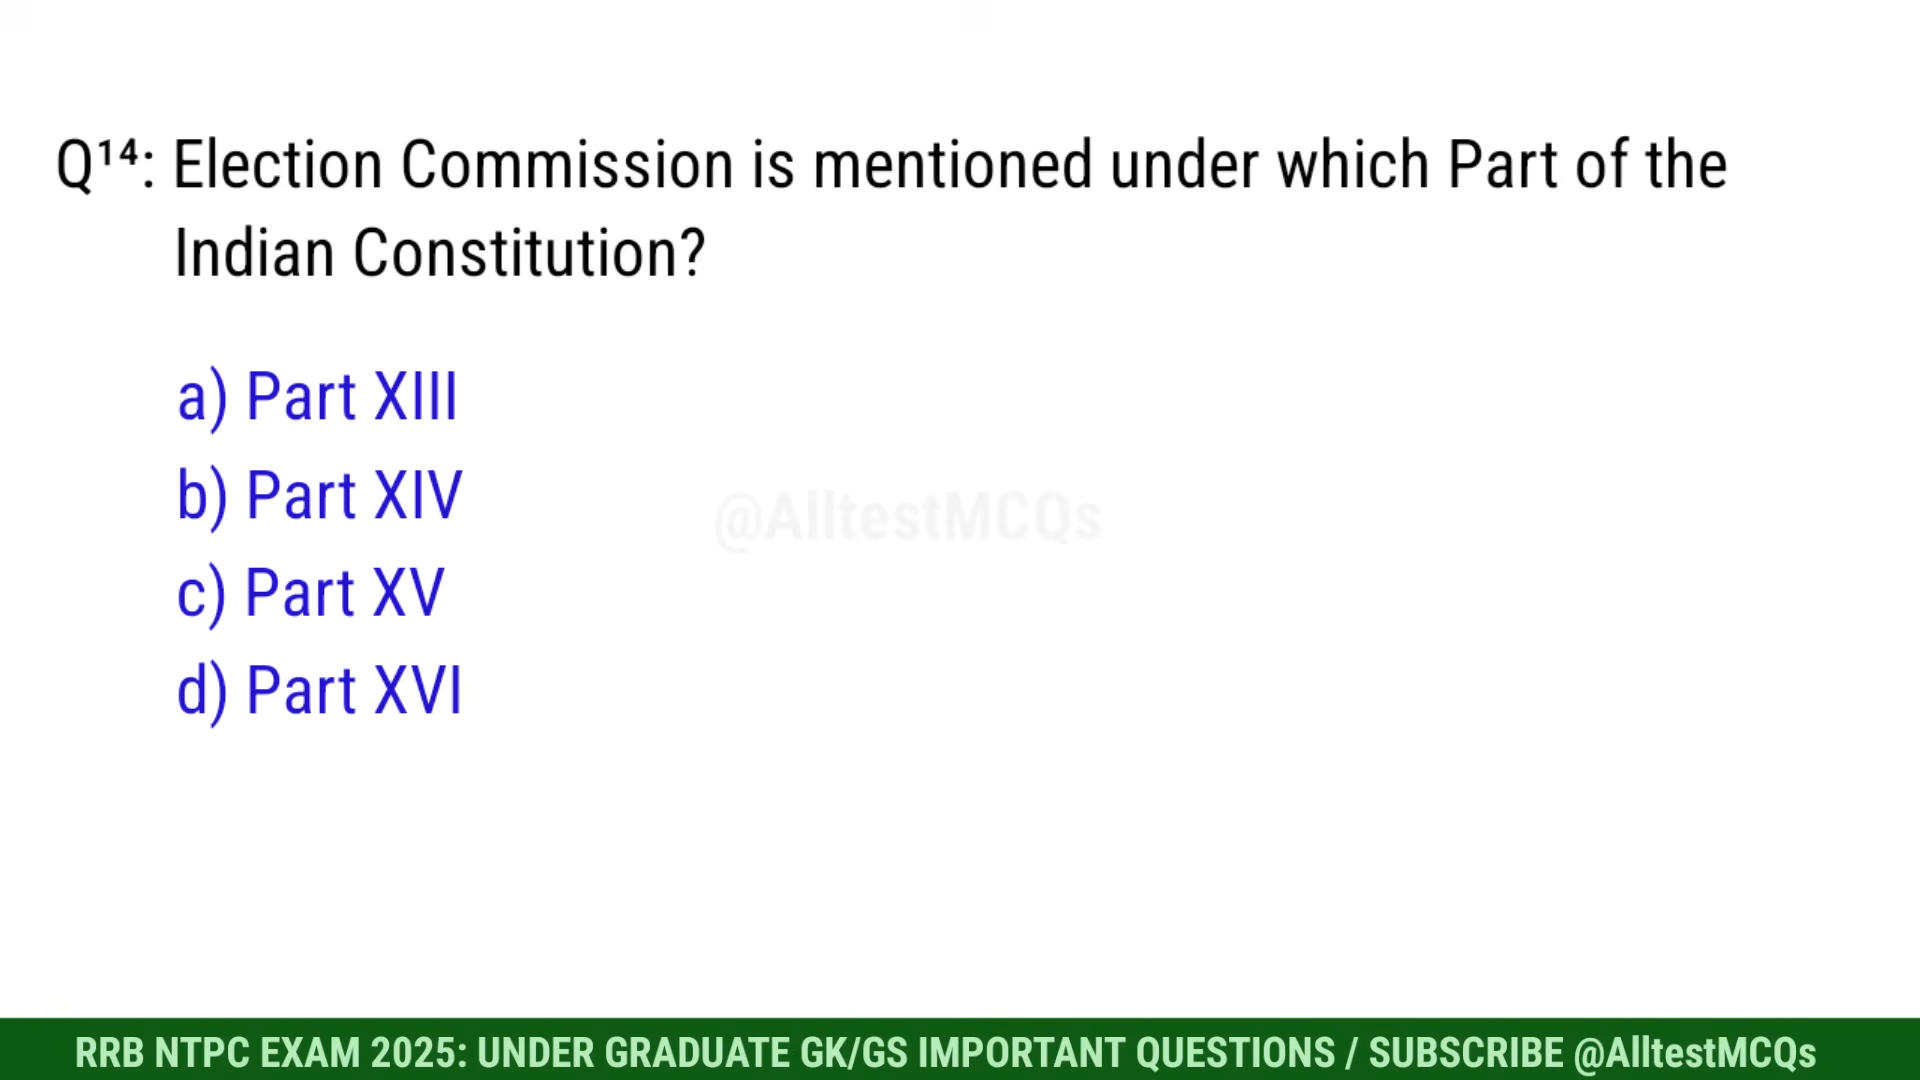 Q¹⁴: Election Commission is mentioned under which Part of the
Indian Constitution?
a) Part XIII
b) Part XIV
@AlltestMCQs
c) Part XV
d) Part XVI
RRB NTPC EXAM 2025: UNDER GRADUATE GK/GS IMPORTANT QUESTIONS / SUBSCRIBE @AlltestMCQs